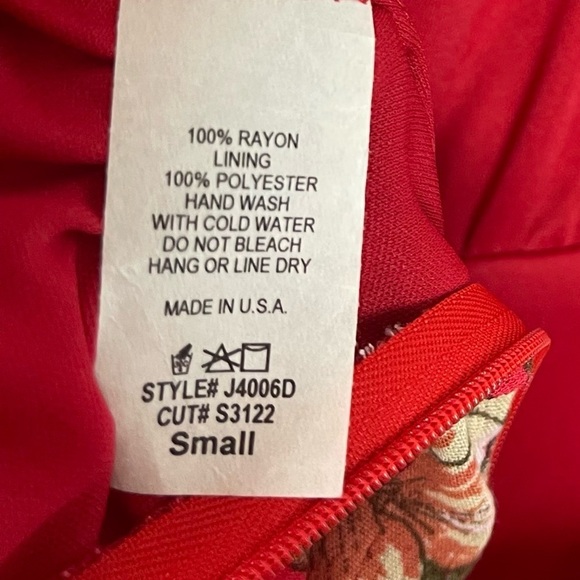 100% RAYON
LINING
100% POLYESTER
HAND WASH
WITH COLD WATER
DO NOT BLEACH
HANG OR LINE DRY
MADE IN U.S.A.
STYLE# J4006D
CUT# S3122
Small